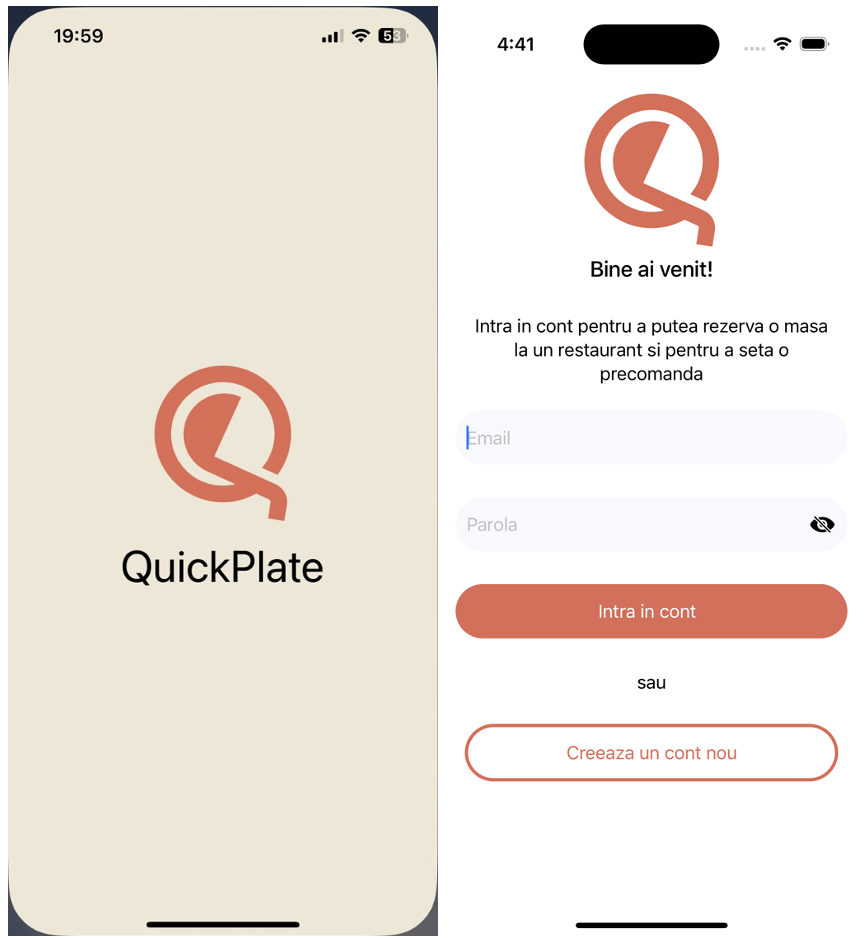 19:59
53
QuickPlate
4:41
Bine ai venit!
Intra in cont pentru a putea rezerva o masa
la un restaurant si pentru a seta o
precomanda
Email
Parola
Intra in cont
sau
Creeaza un cont nou